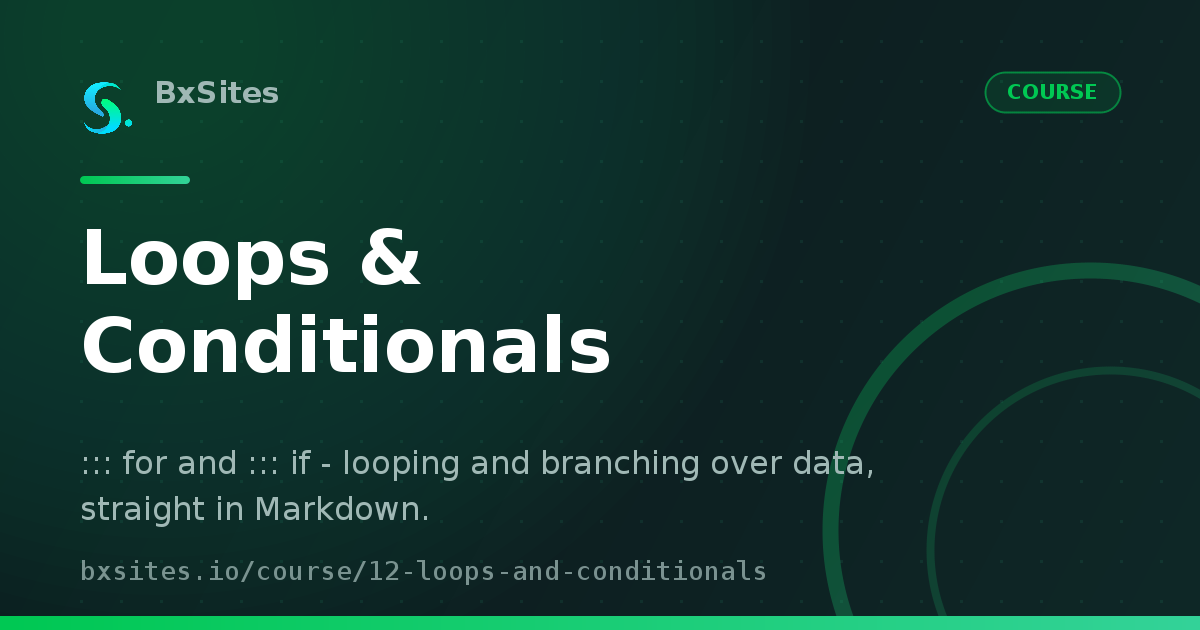 BxSites
COURSE
Loops &
Conditionals
::: for and ::: if - looping and branching over data,
straight in Markdown.
bxsites.io/course/12-loops-and-conditionals